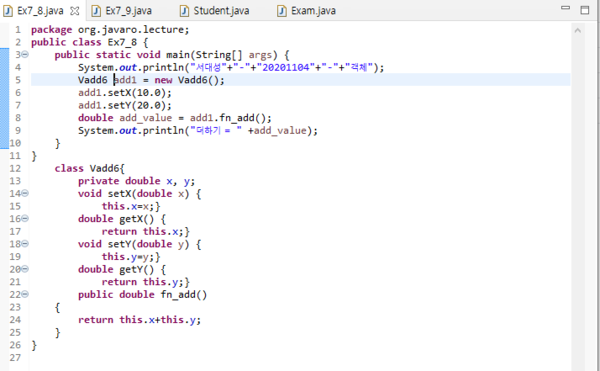 Ex7_8.java Ex7_9.java Student.java Exam.java
1 package org.javaro.lecture;
2 public class Ex7_8 {
3 public static void main(String[] args) {
4 System.out.println("서대성"+"-"+"20201104"+"-"+"객체");
5 Vadd6 add1 = new Vadd6();
6 add1.setX(10.0);
7 add1.setY(20.0);
8 double add_value = add1.fn_add();
9 System.out.println("더하기 = " +add_value);
10 }
11 }
12 class Vadd6{
13 private double x, y;
14 void setX(double x) {
15 this.x=x;}
16 double getX() {
17 return this.x;}
18 void setY(double y) {
19 this.y=y;}
20 double getY() {
21 return this.y;}
22 public double fn_add()
23 {
24 return this.x+this.y;
25 }
26 }
27